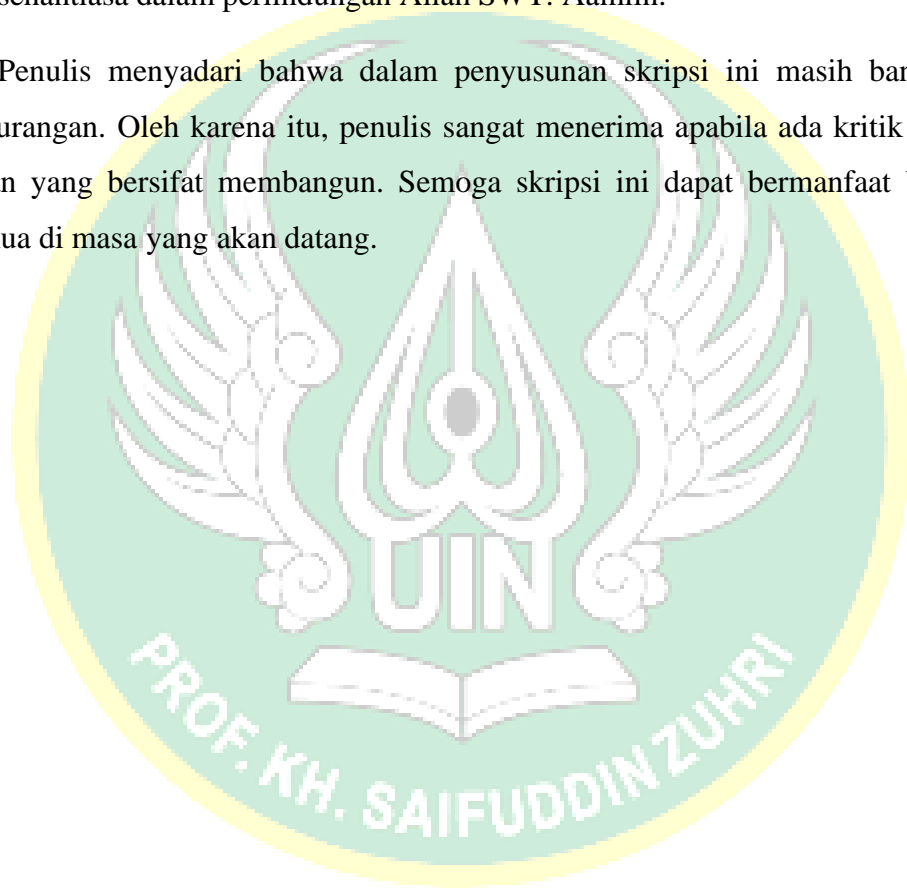 senantiasa dalam perlindungan Allah SWT. Aamiin.
Penulis menyadari bahwa dalam penyusunan skripsi ini masih ban
urangan. Oleh karena itu, penulis sangat menerima apabila ada kritik
n yang bersifat membangun. Semoga skripsi ini dapat bermanfaat
ua di masa yang akan datang.
UIN
PROF. KH. SAIFUDDIN ZUHRI